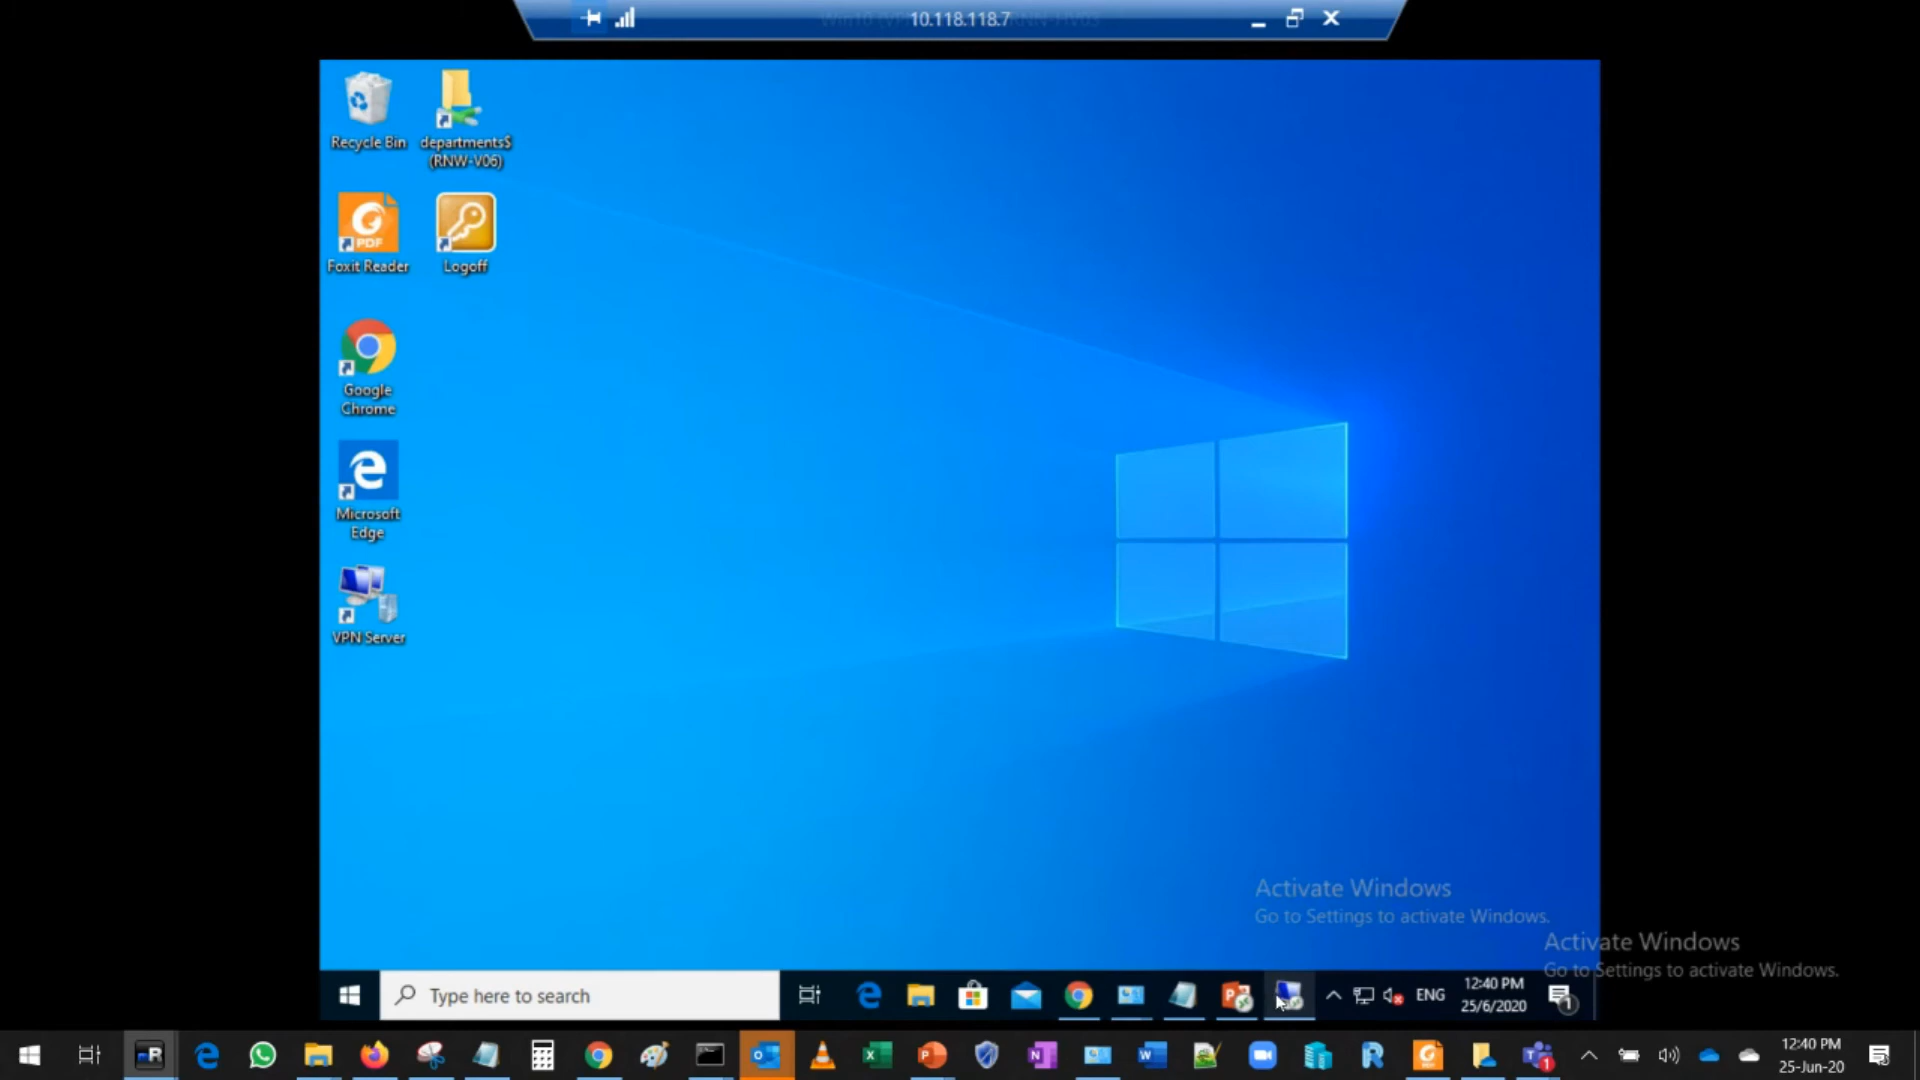 10.118.118.7
Recycle Bin
departments$
(RNW-V06)
PDF
Foxit Reader
Logoff
Google
Chrome
Microsoft
Edge
VPN Server
Activate Windows
Go to Settings to activate Windows.
Activate Windows
Go to Settings to activate Windows.
Type here to search
ENG
12:40 PM
25/6/2020
1
12:40 PM
25-Jun-20